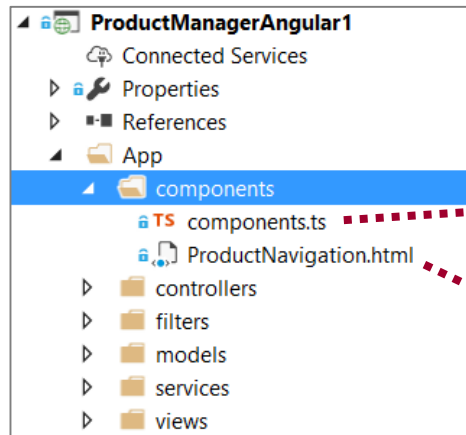 ProductManagerAngular1
Connected Services
Properties
References
App
components
TS components.ts
ProductNavigation.html
controllers
filters
models
services
views